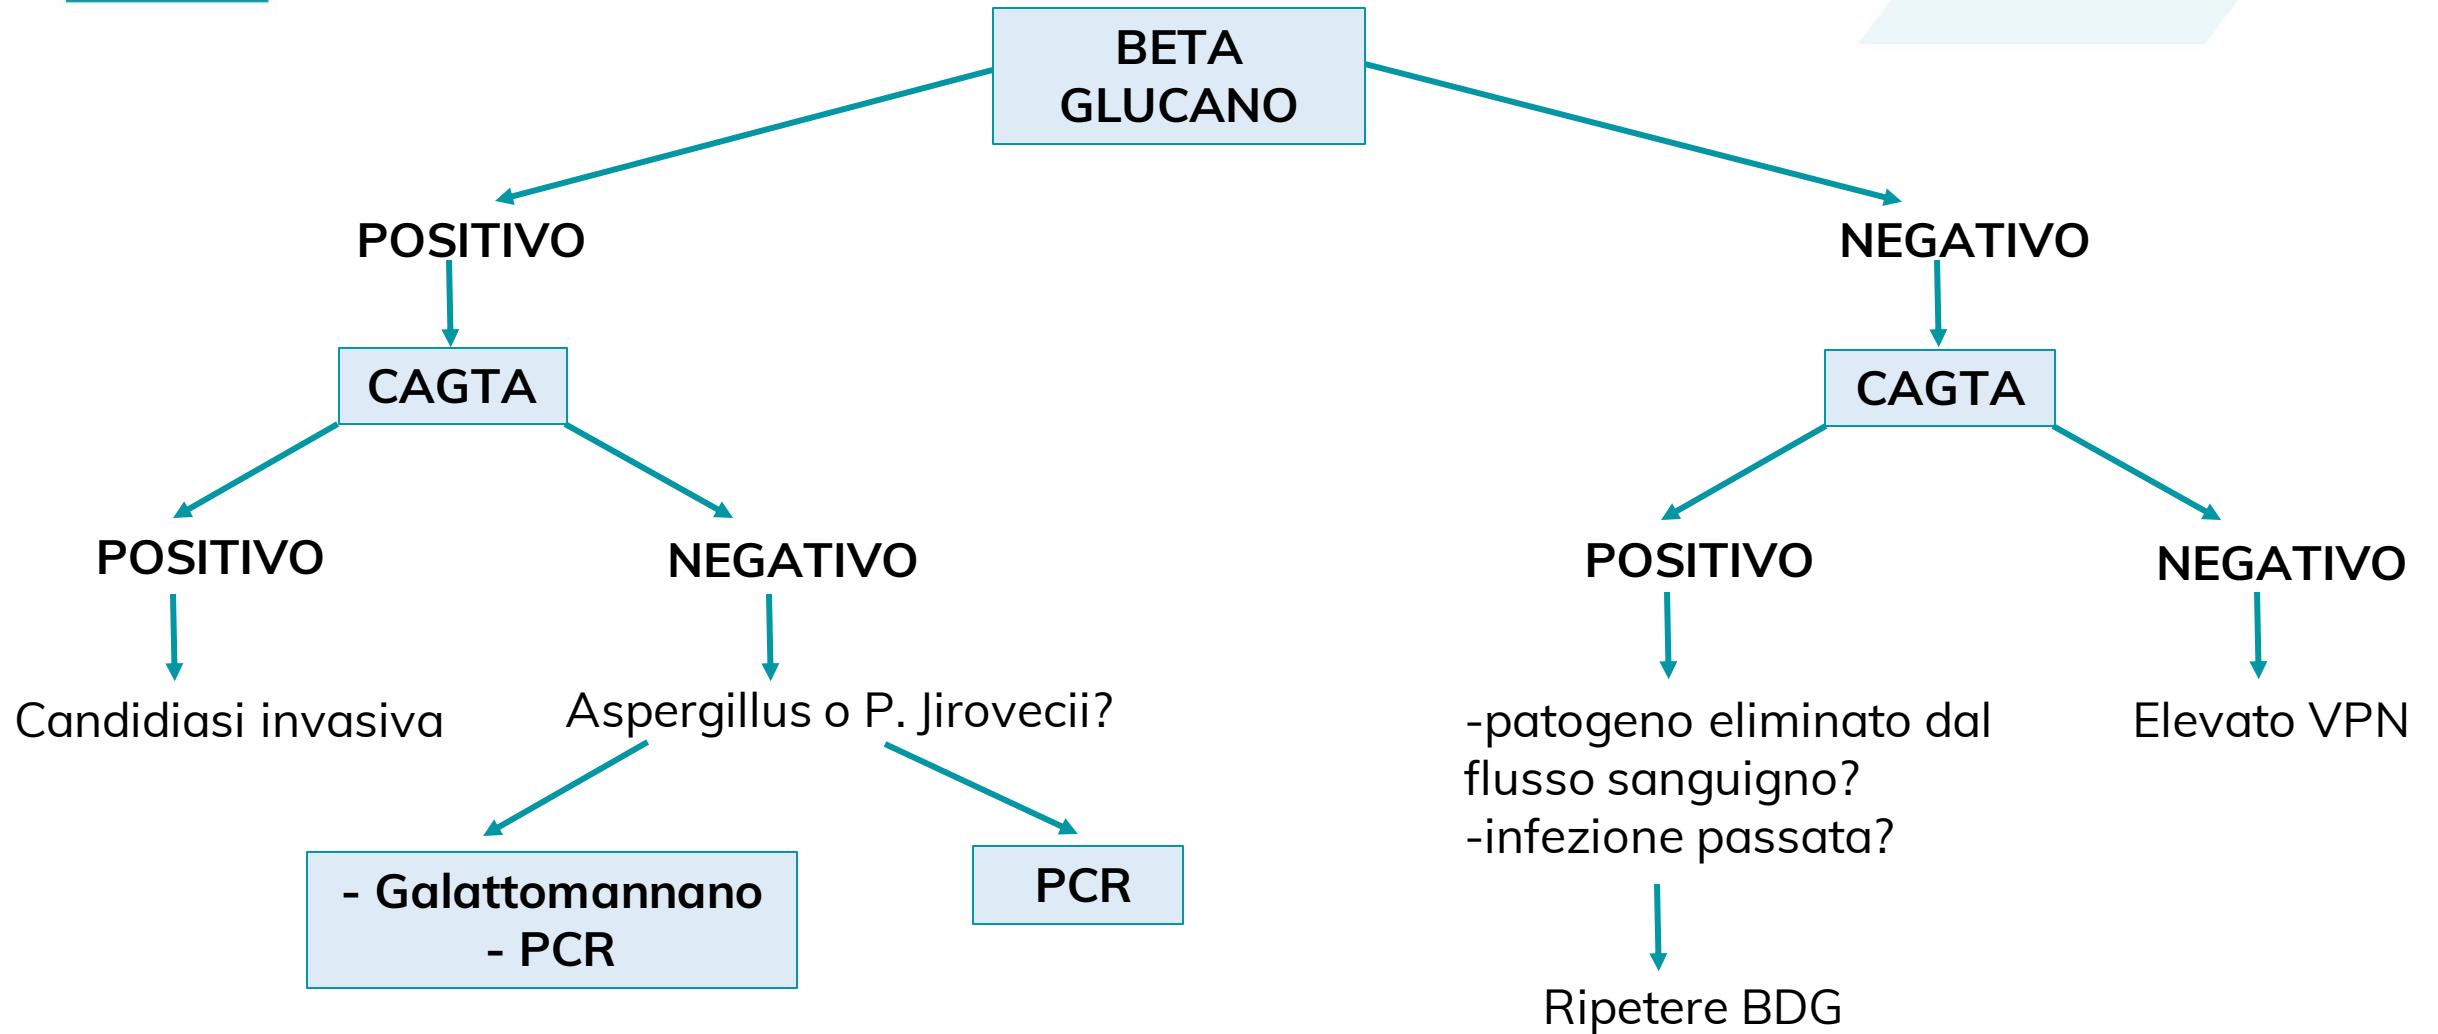 BETA
GLUCANO
POSITIVO
NEGATIVO
CAGTA
CAGTA
POSITIVO
NEGATIVO
POSITIVO
NEGATIVO
Candidiasi invasiva
Aspergillus o P. Jirovecii?
-patogeno eliminato dal
flusso sanguigno?
-infezione passata?
Elevato VPN
- Galattomannano
- PCR
PCR
Ripetere BDG